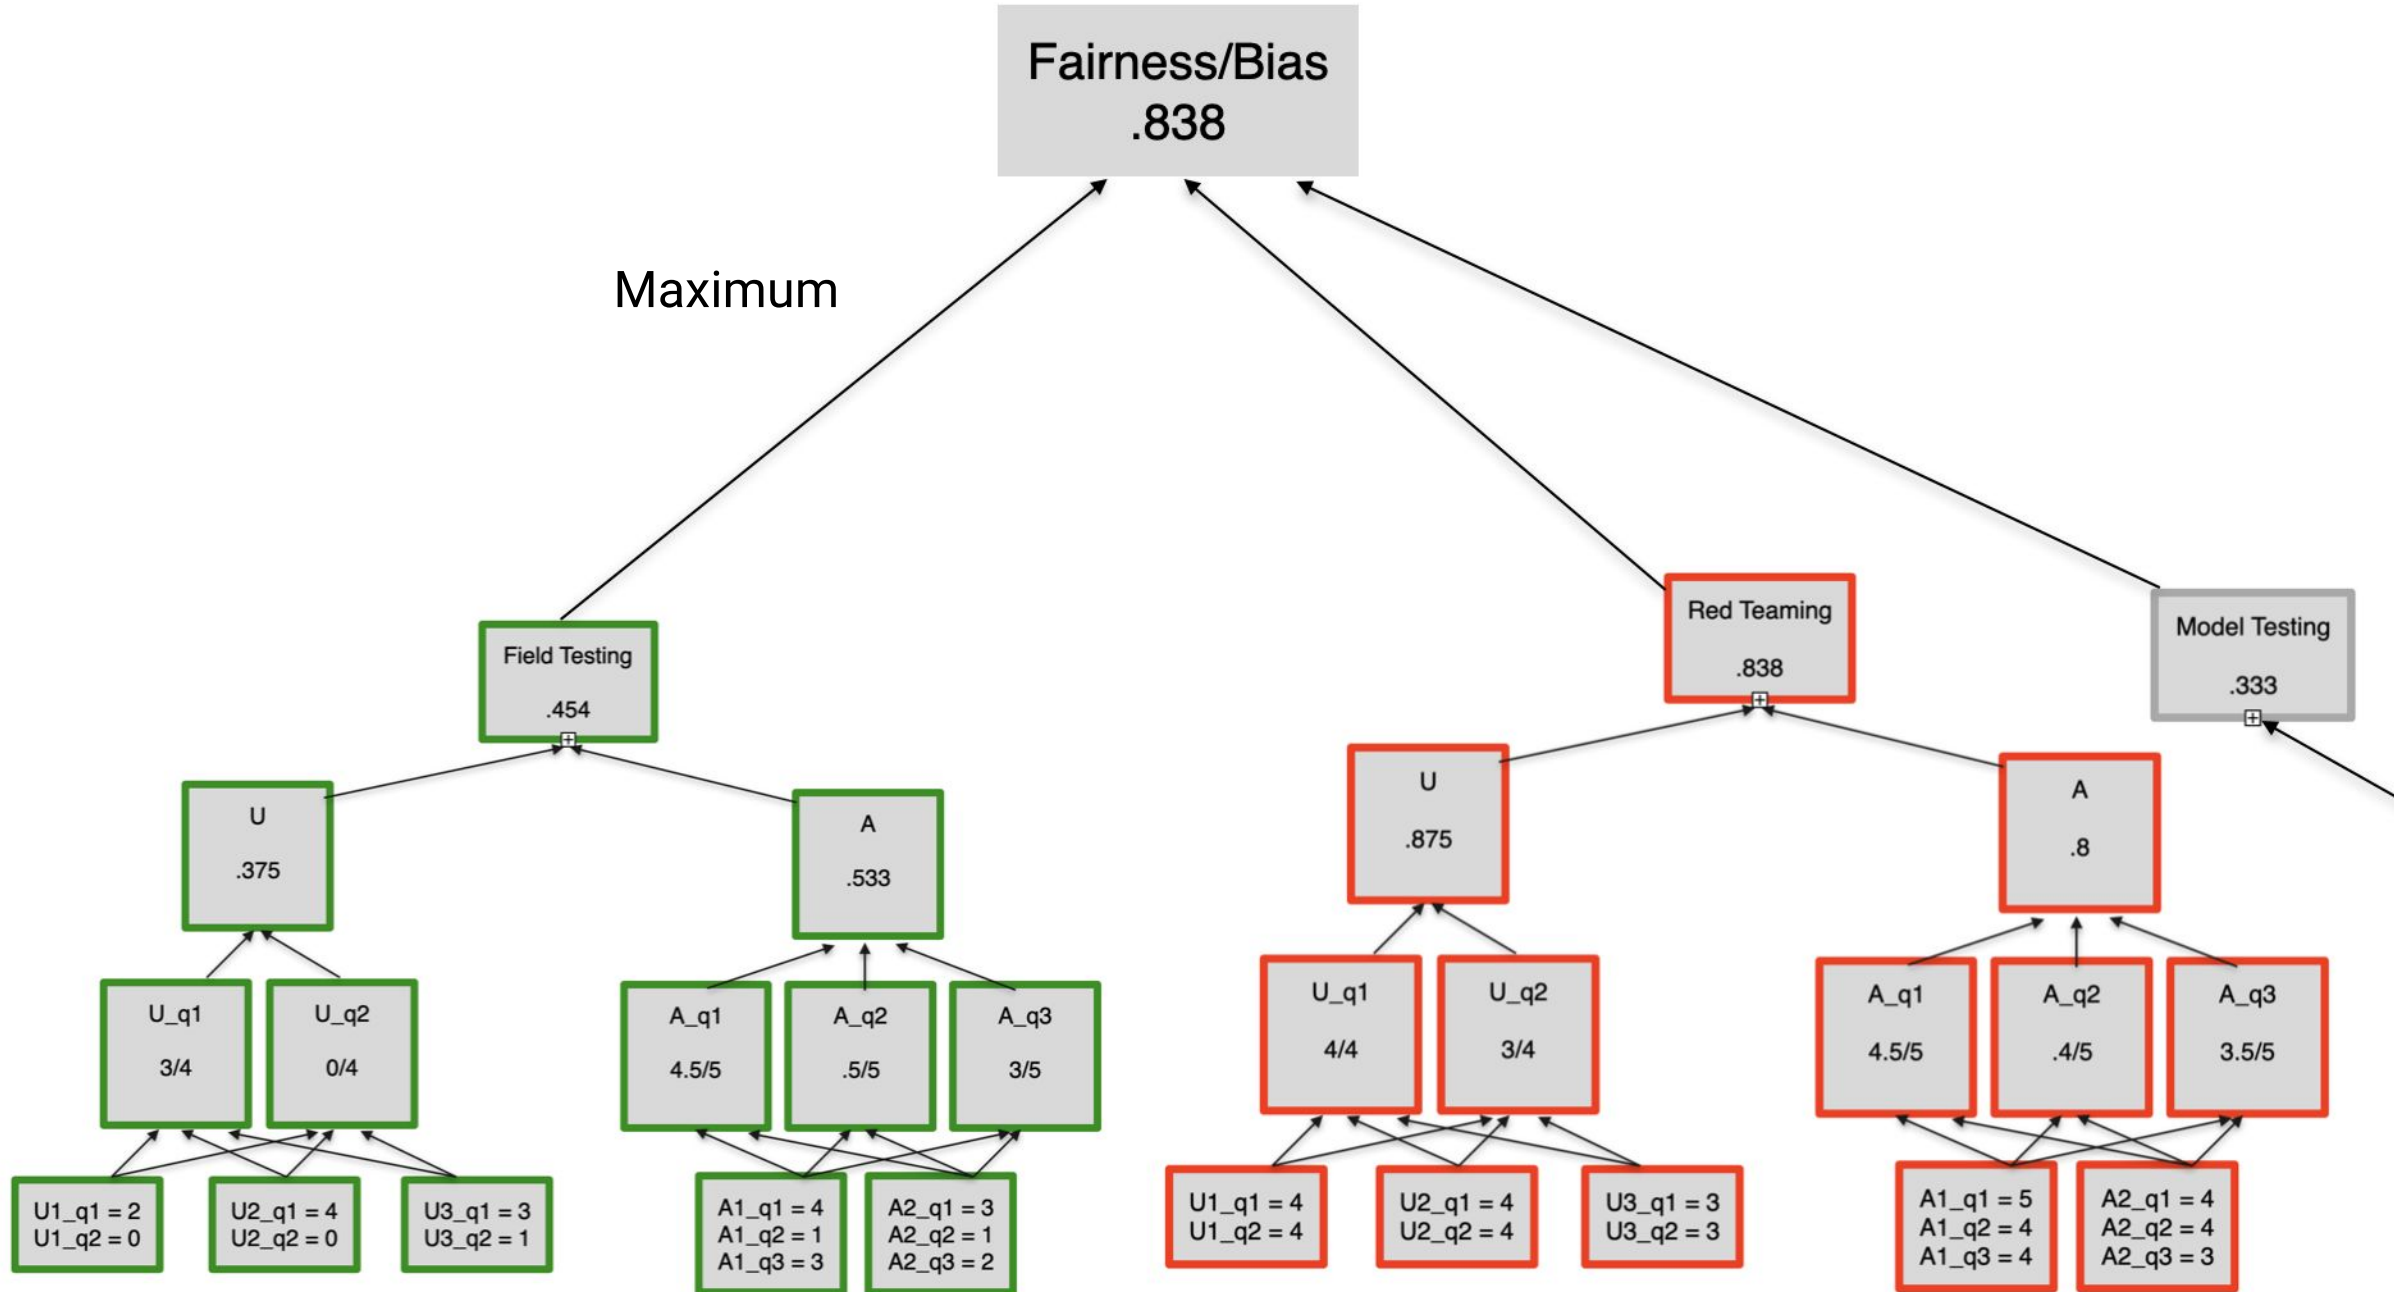 Fairness/Bias
.838
Maximum
Field Testing
.454
Red Teaming
.838
Model Testing
.333
U
.375
A
.533
U
.875
A
.8
U_q1
3/4
U_q2
0/4
A_q1
4.5/5
A_q2
.5/5
A_q3
3/5
U_q1
4/4
U_q2
3/4
A_q1
4.5/5
A_q2
.4/5
A_q3
3.5/5
U1_q1 = 2
U1_q2 = 0
U2_q1 = 4
U2_q2 = 0
U3_q1 = 3
U3_q2 = 1
A1_q1 = 4
A1_q2 = 1
A1_q3 = 3
A2_q1 = 3
A2_q2 = 1
A2_q3 = 2
U1_q1 = 4
U1_q2 = 4
U2_q1 = 4
U2_q2 = 4
U3_q1 = 3
U3_q2 = 3
A1_q1 = 5
A1_q2 = 4
A1_q3 = 4
A2_q1 = 4
A2_q2 = 4
A2_q3 = 3